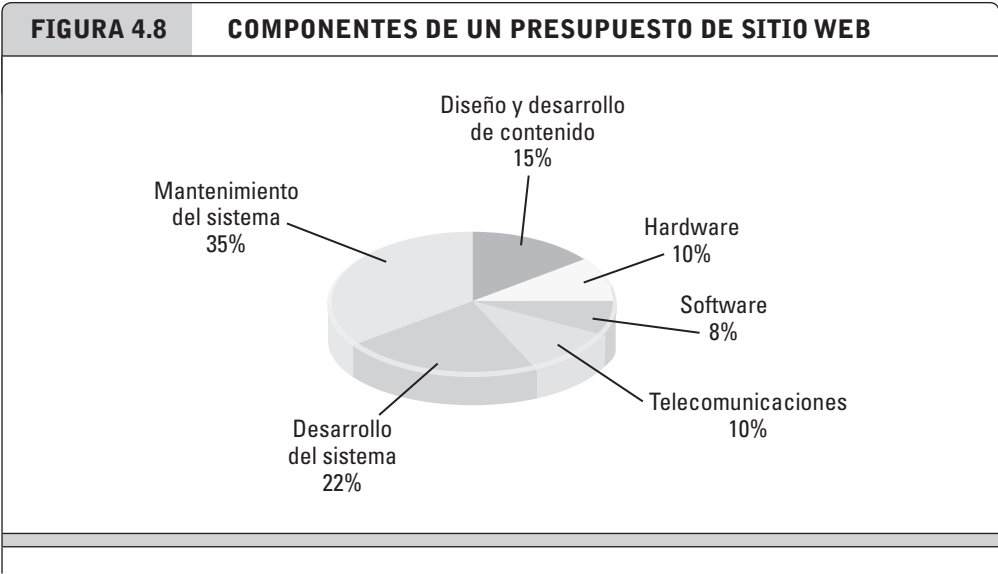 FIGURA 4.8 COMPONENTES DE UN PRESUPUESTO DE SITIO WEB
Diseño y desarrollo
de contenido
15%
Mantenimiento
del sistema
35%
Hardware
10%
Software
8%
Telecomunicaciones
10%
Desarrollo
del sistema
22%